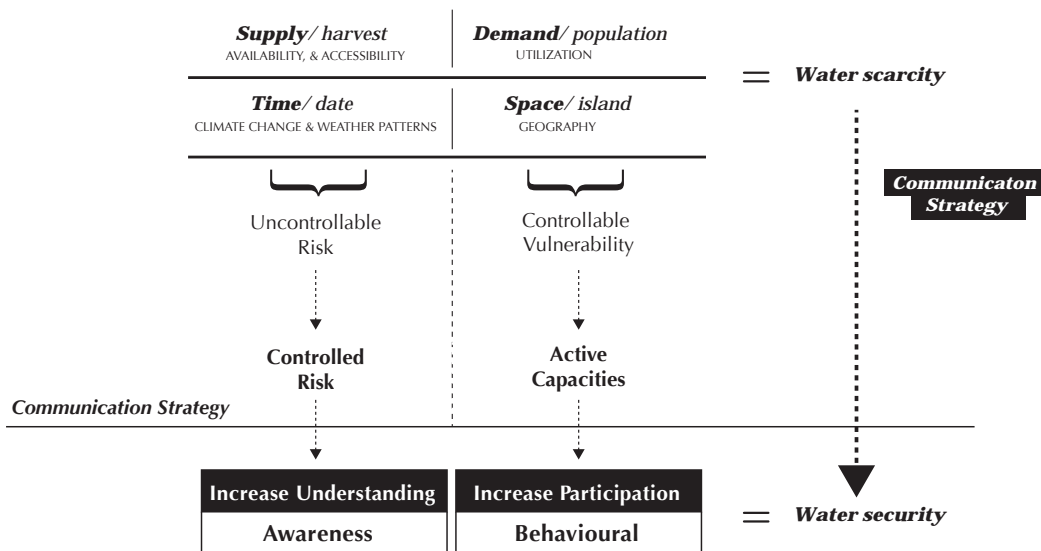 Supply/ harvest
AVAILABILITY, & ACCESSIBILITY
Demand/ population
UTILIZATION
= Water scarcity
Time/ date
CLIMATE CHANGE & WEATHER PATTERNS
Space/ island
GEOGRAPHY
Communicaton
Strategy
Uncontrollable
Risk
Controllable
Vulnerability
Controlled
Risk
Active
Capacities
Communication Strategy
Increase Understanding
Awareness
Increase Participation
Behavioural
= Water security